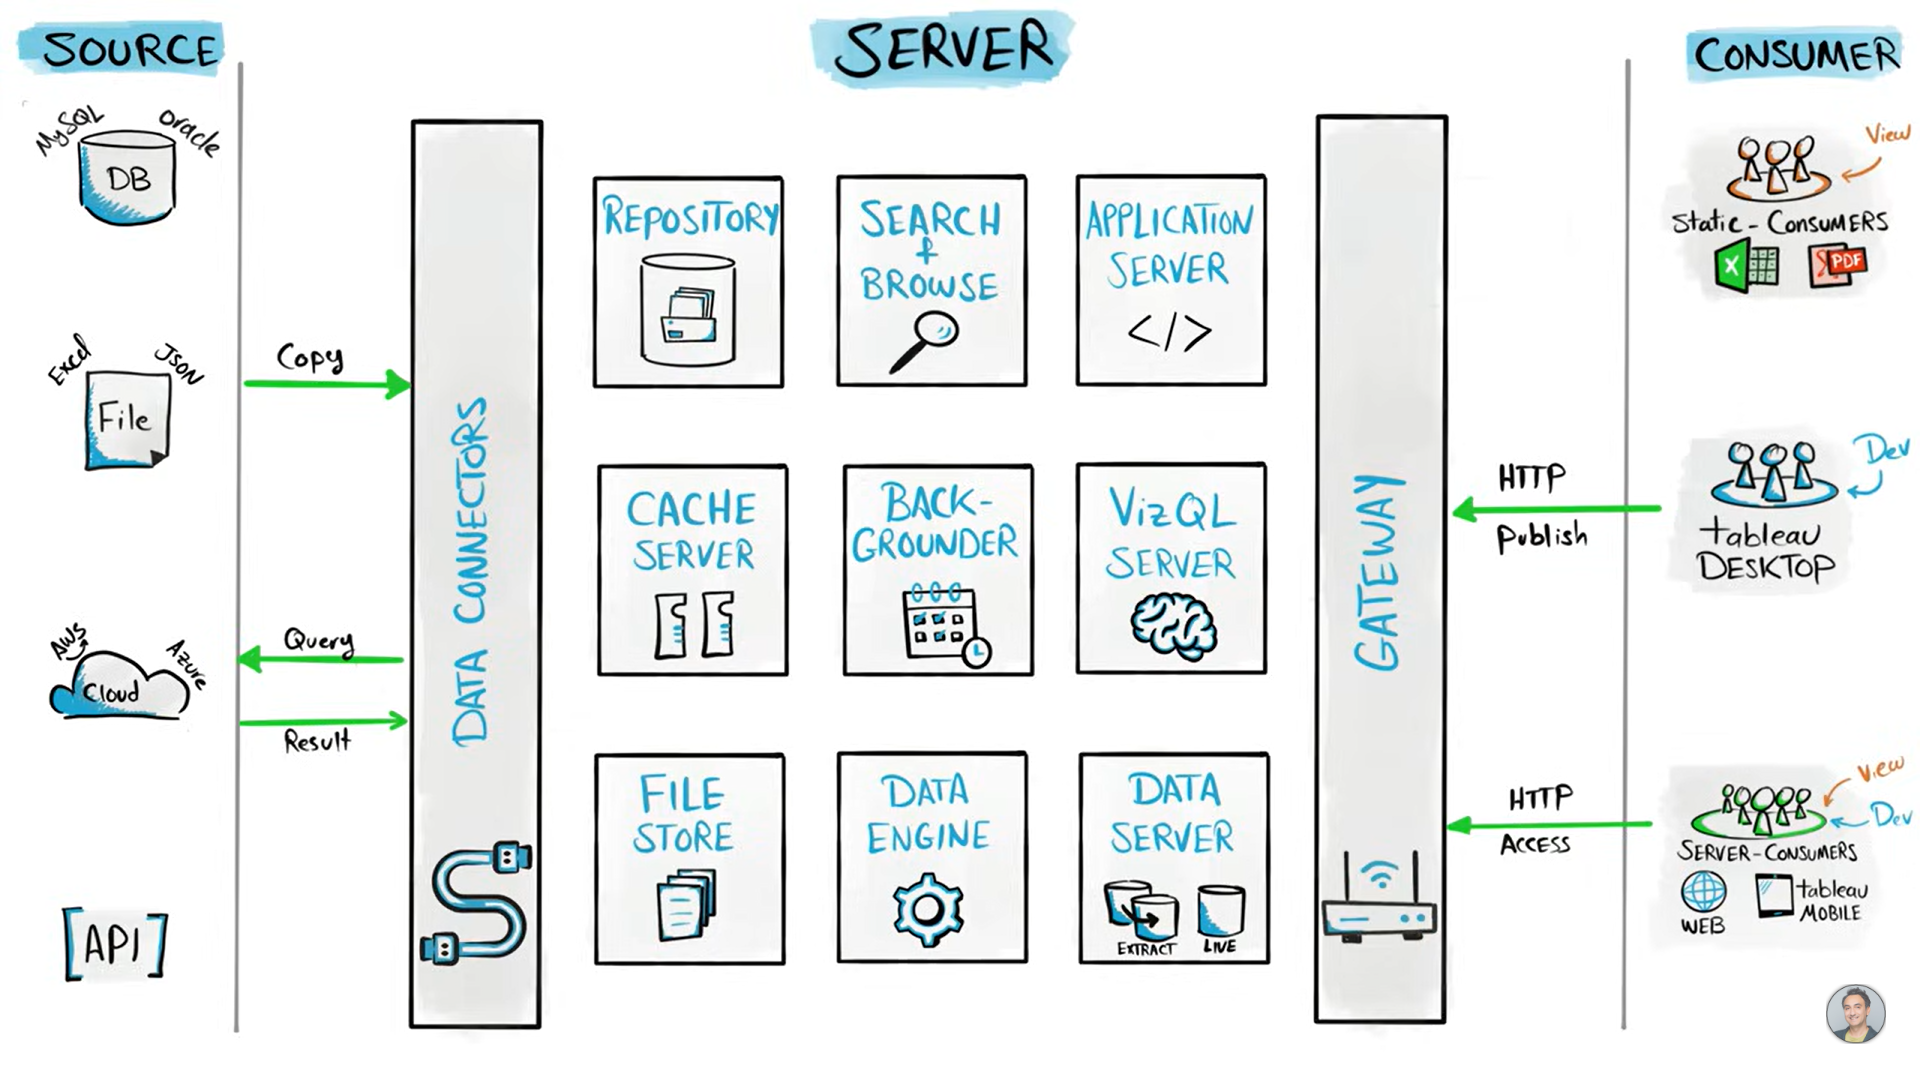 SOURCE
SERVER
CONSUMER
MySQL
Oracle
DB
Excel
JSON
File
AWS
Azure
Cloud
[API]
Copy
Query
Result
DATA CONNECTORS
REPOSITORY
SEARCH
+
BROWSE
APPLICATION
SERVER
</>
CACHE
SERVER
BACK-
GROUNDER
VizQL
SERVER
FILE
STORE
DATA
ENGINE
DATA
SERVER
EXTRACT
LIVE
GATEWAY
HTTP
Publish
HTTP
ACCESS
View
Static-CONSUMERS
X
PDF
Dev
tableau
DESKTOP
View
Dev
SERVER-CONSUMERS
WEB
tableau
MOBILE